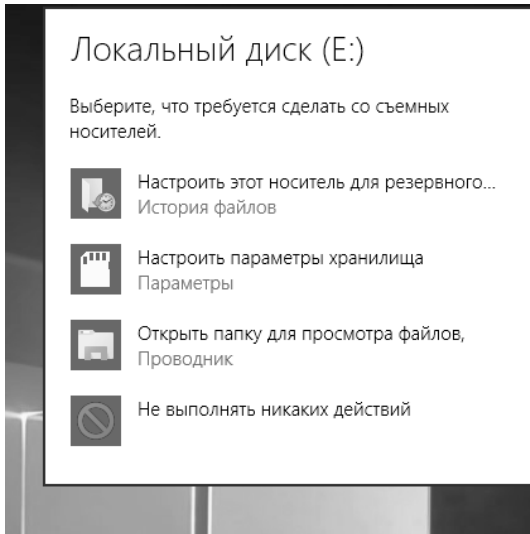 Локальный диск (E:)
Выберите, что требуется сделать со съемных
носителей.
Настроить этот носитель для резервного...
История файлов
Настроить параметры хранилища
Параметры
Открыть папку для просмотра файлов,
Проводник
Не выполнять никаких действий